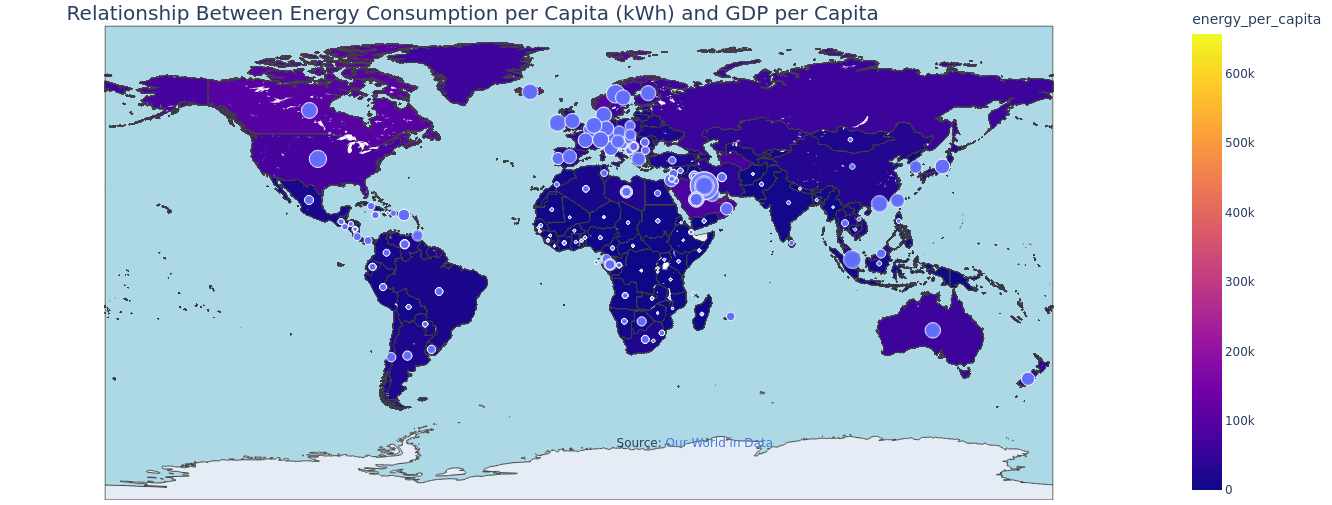 Relationship Between Energy Consumption per Capita (kWh) and GDP per Capita
energy_per_capita
600k
500k
400k
300k
200k
100k
0
Source: Our World in Data